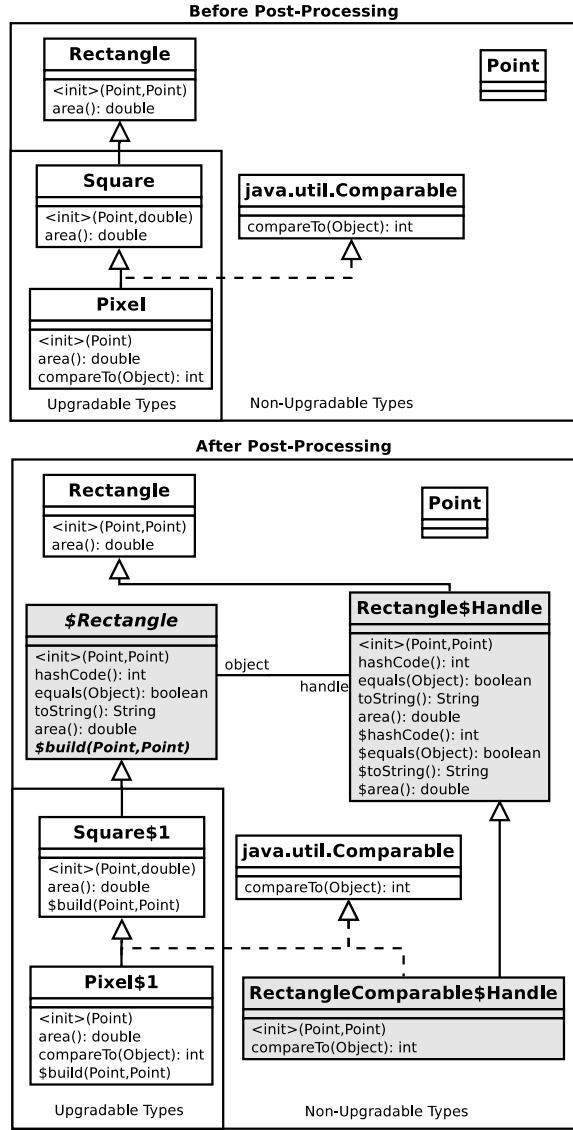 Before Post-Processing
Rectangle
<init>(Point,Point)
area(): double
Point
Square
<init>(Point,double)
area(): double
java.util.Comparable
compareTo(Object): int
Pixel
<init>(Point)
area(): double
compareTo(Object): int
Upgradable Types
Non-Upgradable Types
After Post-Processing
Rectangle
<init>(Point,Point)
area(): double
Point
$Rectangle
<init>(Point,Point)
hashCode(): int
equals(Object): boolean
toString(): String
area(): double
$build(Point,Point)
object
handle
Rectangle$Handle
<init>(Point,Point)
hashCode(): int
equals(Object): boolean
toString(): String
area(): double
$hashCode(): int
$equals(Object): boolean
$toString(): String
$area(): double
Square$1
<init>(Point,double)
area(): double
$build(Point,Point)
java.util.Comparable
compareTo(Object): int
Pixel$1
<init>(Point)
area(): double
compareTo(Object): int
$build(Point,Point)
RectangleComparable$Handle
<init>(Point,Point)
compareTo(Object): int
Upgradable Types
Non-Upgradable Types